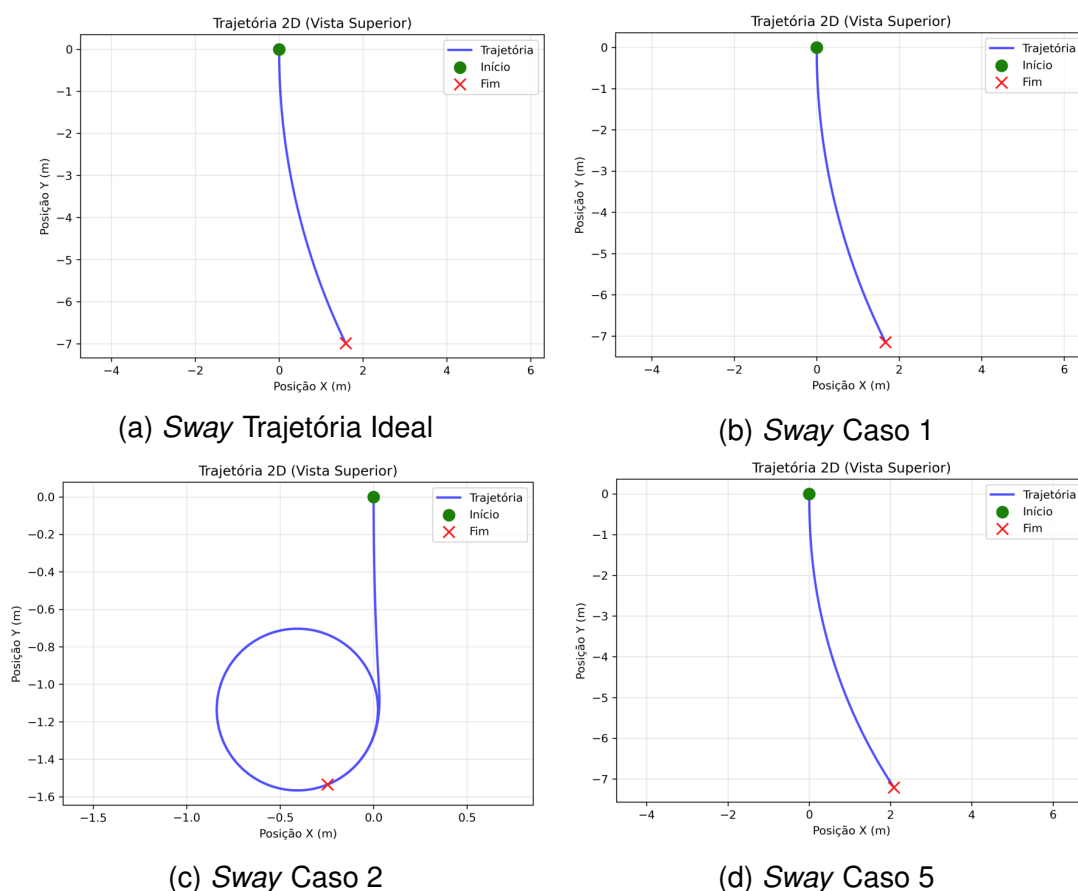 Trajetória 2D (Vista Superior)
Trajetória
Início
Fim
0
−1
−2
−3
−4
−5
−6
−7
Posição Y (m)
−4 −2 0 2 4 6
Posição X (m)
(a) Sway Trajetória Ideal
Trajetória 2D (Vista Superior)
Trajetória
Início
Fim
0
−1
−2
−3
−4
−5
−6
−7
Posição Y (m)
−4 −2 0 2 4 6
Posição X (m)
(b) Sway Caso 1
Trajetória 2D (Vista Superior)
Trajetória
Início
Fim
0.0
−0.2
−0.4
−0.6
−0.8
−1.0
−1.2
−1.4
−1.6
Posição Y (m)
−1.5 −1.0 −0.5 0.0 0.5
Posição X (m)
(c) Sway Caso 2
Trajetória 2D (Vista Superior)
Trajetória
Início
Fim
0
−1
−2
−3
−4
−5
−6
−7
Posição Y (m)
−4 −2 0 2 4 6
Posição X (m)
(d) Sway Caso 5